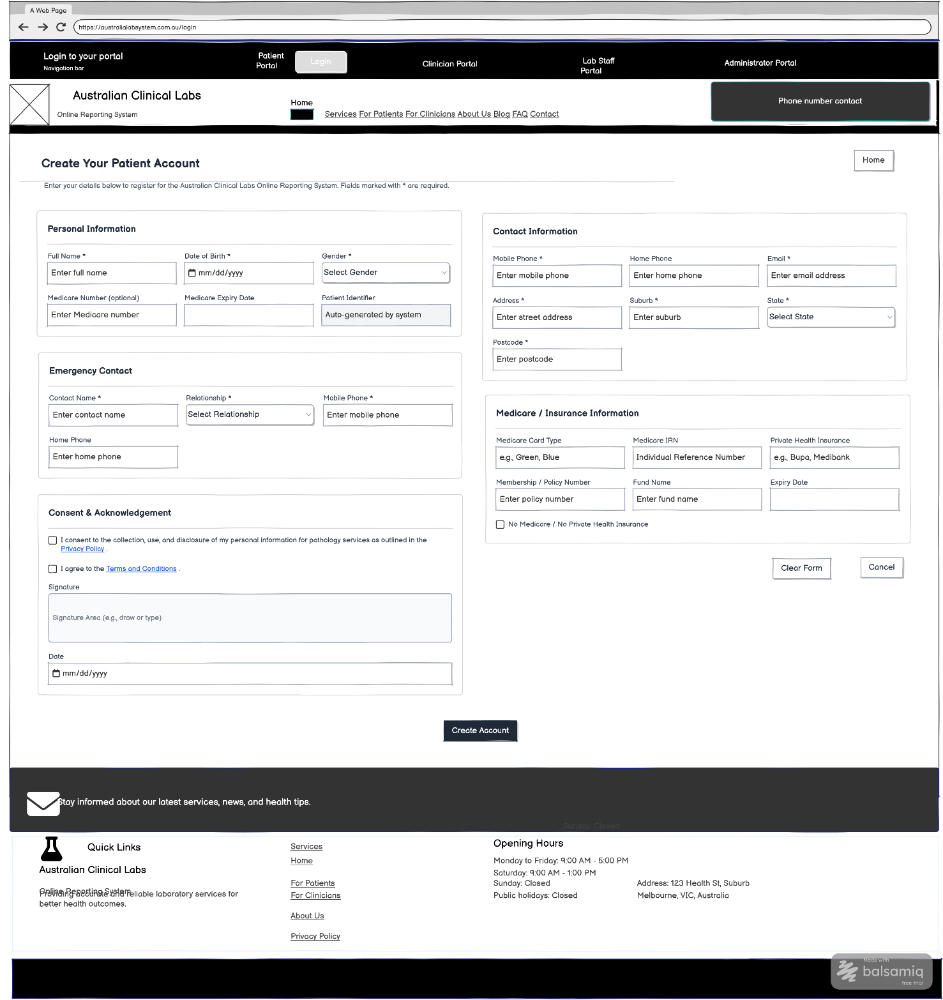 A Web Page
https://australialabsystem.com.au/login
Login to your portal
Navigation bar
Patient
Portal
Login
Clinician Portal
Lab Staff
Portal
Administrator Portal
Australian Clinical Labs
Online Reporting System
Home
Services For Patients For Clinicians About Us Blog FAQ Contact
Phone number contact
Create Your Patient Account
Home
Enter your details below to register for the Australian Clinical Labs Online Reporting System. Fields marked with * are required.
Personal Information
Full Name * Date of Birth * Gender *
Enter full name mm/dd/yyyy Select Gender
Medicare Number (optional) Medicare Expiry Date Patient Identifier
Enter Medicare number Auto-generated by system
Contact Information
Mobile Phone * Home Phone Email *
Enter mobile phone Enter home phone Enter email address
Address * Suburb * State *
Enter street address Enter suburb Select State
Postcode *
Enter postcode
Emergency Contact
Contact Name * Relationship * Mobile Phone *
Enter contact name Select Relationship Enter mobile phone
Home Phone
Enter home phone
Medicare / Insurance Information
Medicare Card Type Medicare IRN Private Health Insurance
e.g., Green, Blue Individual Reference Number e.g., Bupa, Medibank
Membership / Policy Number Fund Name Expiry Date
Enter policy number Enter fund name
No Medicare / No Private Health Insurance
Clear Form Cancel
Consent & Acknowledgement
I consent to the collection, use, and disclosure of my personal information for pathology services as outlined in the
Privacy Policy .
I agree to the Terms and Conditions .
Signature
Signature Area (e.g., draw or type)
Date
mm/dd/yyyy
Create Account
Stay informed about our latest services, news, and health tips.
Sunday: Closed
Quick Links
Australian Clinical Labs
Online Reporting System
Providing accurate and reliable laboratory services for
better health outcomes.
Services
Home
For Patients
For Clinicians
About Us
Privacy Policy
Opening Hours
Monday to Friday: 9:00 AM - 5:00 PM
Saturday: 9:00 AM - 1:00 PM
Sunday: Closed
Public holidays: Closed
Address: 123 Health St, Suburb
Melbourne, VIC, Australia
Made with
balsamiq
free trial